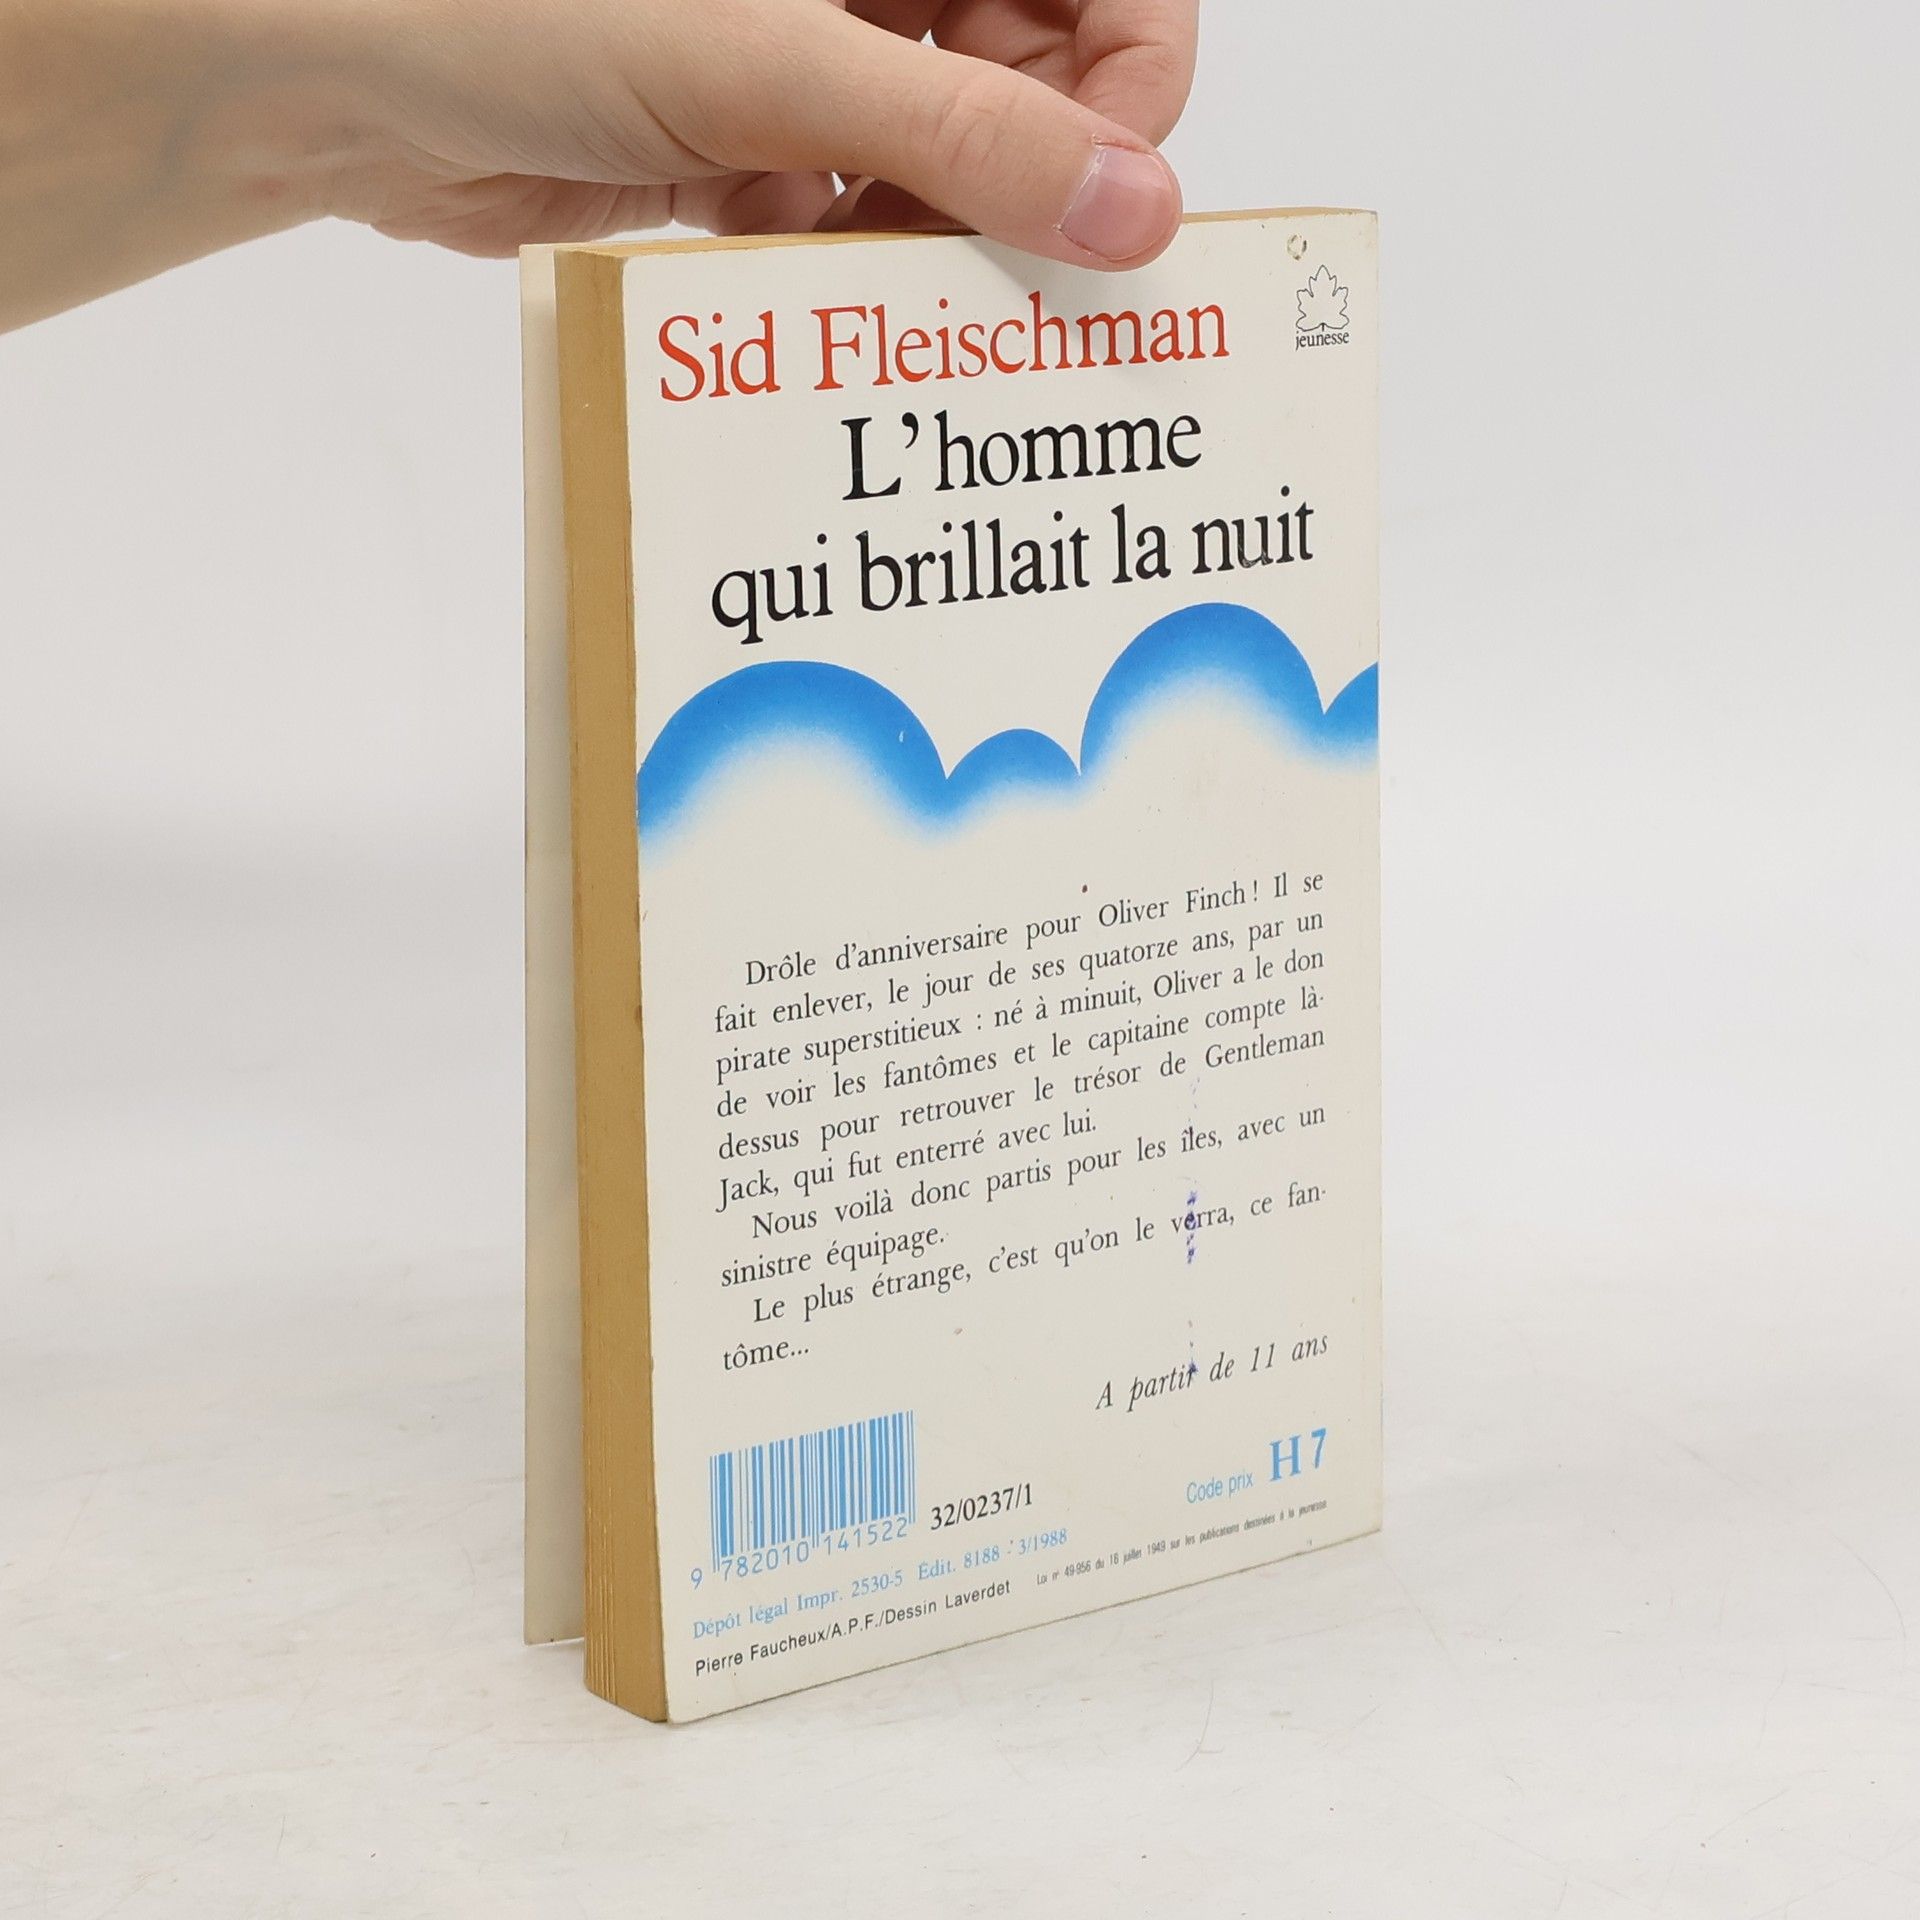 Sid Fleischman
jeunesse
L'homme
qui brillait la nuit
Drôle d'anniversaire pour Oliver Finch ! Il se
fait enlever, le jour de ses quatorze ans, par un
pirate superstitieux : né à minuit, Oliver a le don
de voir les fantômes et le capitaine compte là-
dessus pour retrouver le trésor de Gentleman
Jack, qui fut enterré avec lui.
Nous voilà donc partis pour les îles, avec un
sinistre équipage.
Le plus étrange, c'est qu'on le verra, ce fan-
tôme...
A partir de 11 ans
9 782010 141522
32/0237/1
Code prix H 7
Dépôt légal Impr. 2530-5 Édit. 8188 - 3/1988
Loi n° 49-956 du 16 juillet 1949 sur les publications destinées à la jeunesse
Pierre Faucheux/A.P.F./Dessin Laverdet